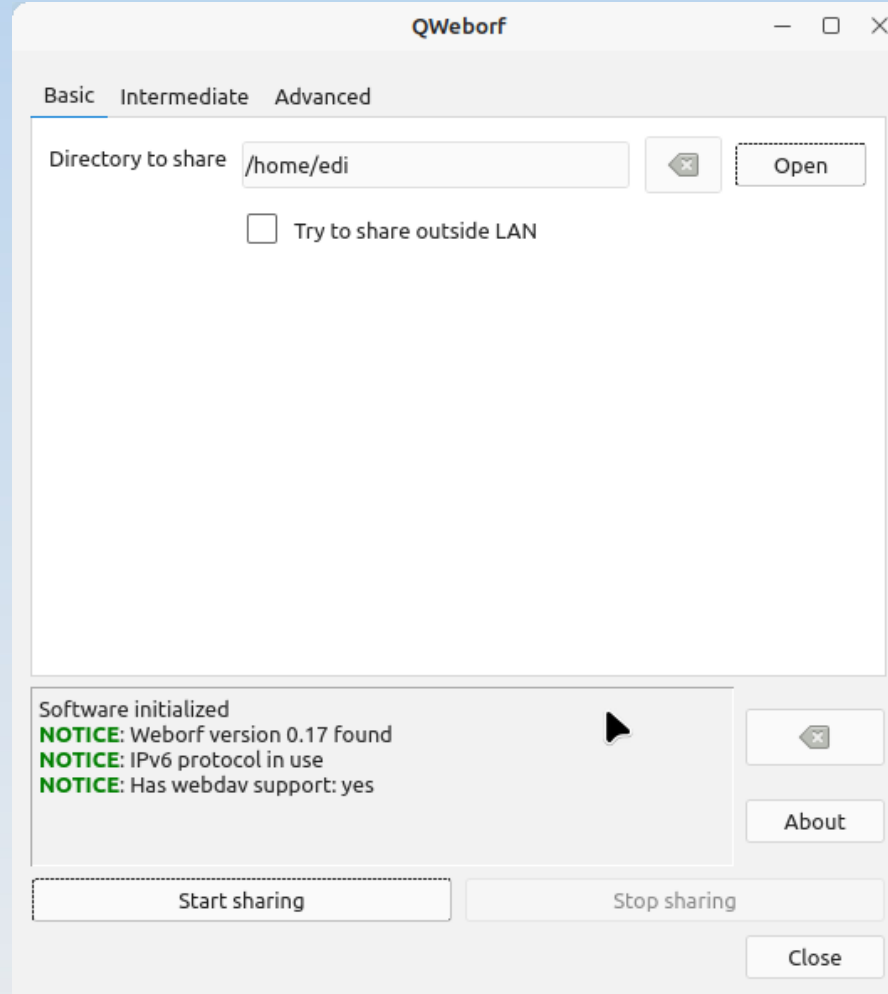 QWeborf
Basic Intermediate Advanced
Directory to share /home/edi Open
Try to share outside LAN
Software initialized
NOTICE: Weborf version 0.17 found
NOTICE: IPv6 protocol in use
NOTICE: Has webdav support: yes
About
Start sharing Stop sharing
Close